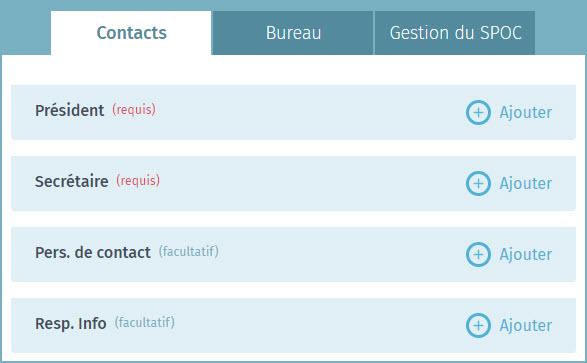 Contacts Bureau Gestion du SPOC
Président (requis) Ajouter
Secrétaire (requis) Ajouter
Pers. de contact (facultatif) Ajouter
Resp. Info (facultatif) Ajouter